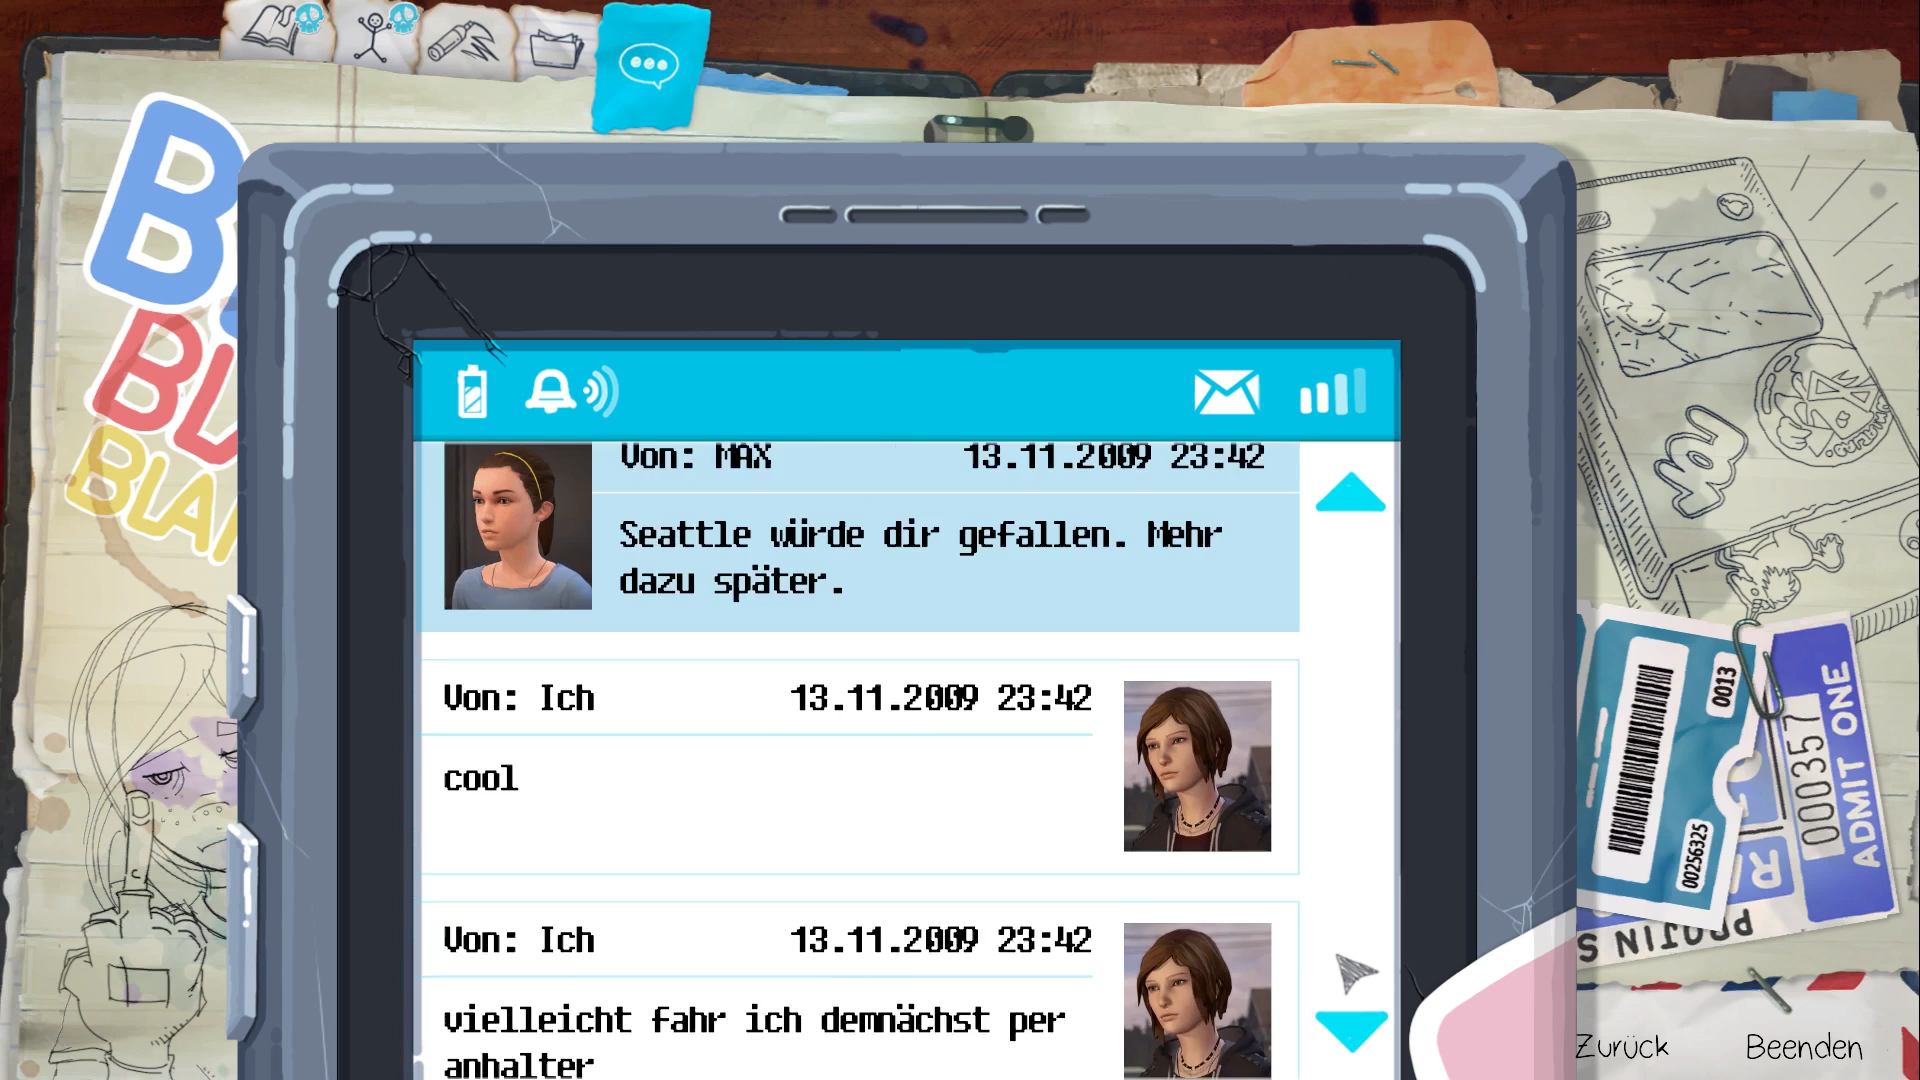 Von: MAX 13.11.2009 23:42
Seattle würde dir gefallen. Mehr
dazu später.
Von: Ich 13.11.2009 23:42
cool
Von: Ich 13.11.2009 23:42
vielleicht fahr ich demnächst per
anhalter
0013
00256325
000357
ADMIT ONE
Zurück Beenden